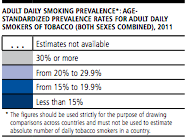 ADULT DAILY SMOKING PREVALENCE*: AGE-
STANDARDIZED PREVALENCE RATES FOR ADULT DAILY
SMOKERS OF TOBACCO (BOTH SEXES COMBINED), 2011
... Estimates not available
30% or more
From 20% to 29.9%
From 15% to 19.9%
Less than 15%
* The figures should be used strictly for the purpose of drawing
comparisons across countries and must not be used to estimate
absolute number of daily tobacco smokers in a country.